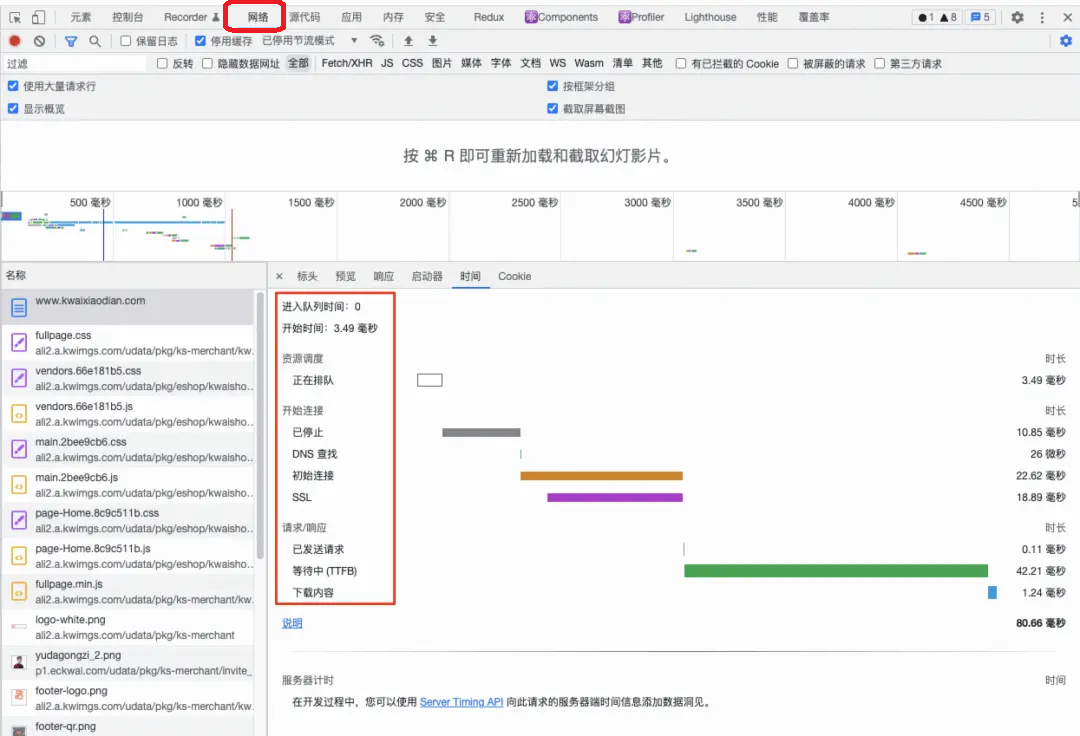 元素 控制台 Recorder 网络 源代码 应用 内存 安全 Redux Components Profiler Lighthouse 性能 覆盖率 1 8 5
保留日志 停用缓存 已停用节流模式
过滤 反转 隐藏数据网址 全部 Fetch/XHR JS CSS 图片 媒体 字体 文档 WS Wasm 清单 其他 有已拦截的 Cookie 被屏蔽的请求 第三方请求
使用大量请求行 按框架分组
显示概览 截取屏幕截图
按 ⌘ R 即可重新加载和截取幻灯影片。
500 毫秒 1000 毫秒 1500 毫秒 2000 毫秒 2500 毫秒 3000 毫秒 3500 毫秒 4000 毫秒 4500 毫秒 5
名称 × 标头 预览 响应 启动器 时间 Cookie
www.kwaixiaodian.com
fullpage.css
ali2.a.kwimgs.com/udata/pkg/ks-merchant/kw...
vendors.66e181b5.css
ali2.a.kwimgs.com/udata/pkg/eshop/kwaisho...
vendors.66e181b5.js
ali2.a.kwimgs.com/udata/pkg/eshop/kwaisho...
main.2bee9cb6.css
ali2.a.kwimgs.com/udata/pkg/eshop/kwaisho...
main.2bee9cb6.js
ali2.a.kwimgs.com/udata/pkg/eshop/kwaisho...
page-Home.8c9c511b.css
ali2.a.kwimgs.com/udata/pkg/eshop/kwaisho...
page-Home.8c9c511b.js
ali2.a.kwimgs.com/udata/pkg/eshop/kwaisho...
fullpage.min.js
ali2.a.kwimgs.com/udata/pkg/ks-merchant/kw...
logo-white.png
ali2.a.kwimgs.com/udata/pkg/ks-merchant
yudagongzi_2.png
p1.eckwai.com/udata/pkg/ks-merchant/invite_
footer-logo.png
ali2.a.kwimgs.com/udata/pkg/ks-merchant/kw...
footer-qr.png
进入队列时间：0
开始时间：3.49 毫秒
资源调度 时长
正在排队 3.49 毫秒
开始连接 时长
已停止 10.85 毫秒
DNS 查找 26 微秒
初始连接 22.62 毫秒
SSL 18.89 毫秒
请求/响应 时长
已发送请求 0.11 毫秒
等待中 (TTFB) 42.21 毫秒
下载内容 1.24 毫秒
说明 80.66 毫秒
服务器计时 时间
在开发过程中，您可以使用 Server Timing API 向此请求的服务器端时间信息添加数据洞见。